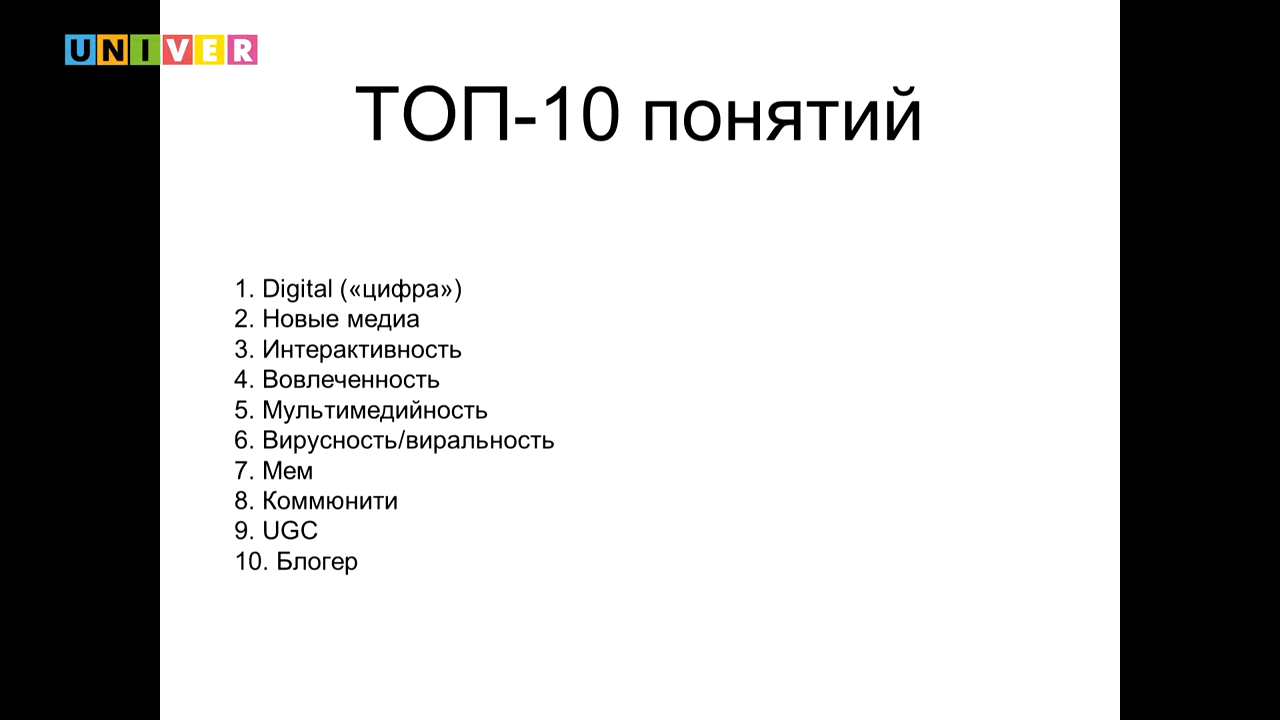 UNIVER
ТОП-10 понятий
1. Digital («цифра»)
2. Новые медиа
3. Интерактивность
4. Вовлеченность
5. Мультимедийность
6. Вирусность/виральность
7. Мем
8. Коммюнити
9. UGC
10. Блогер